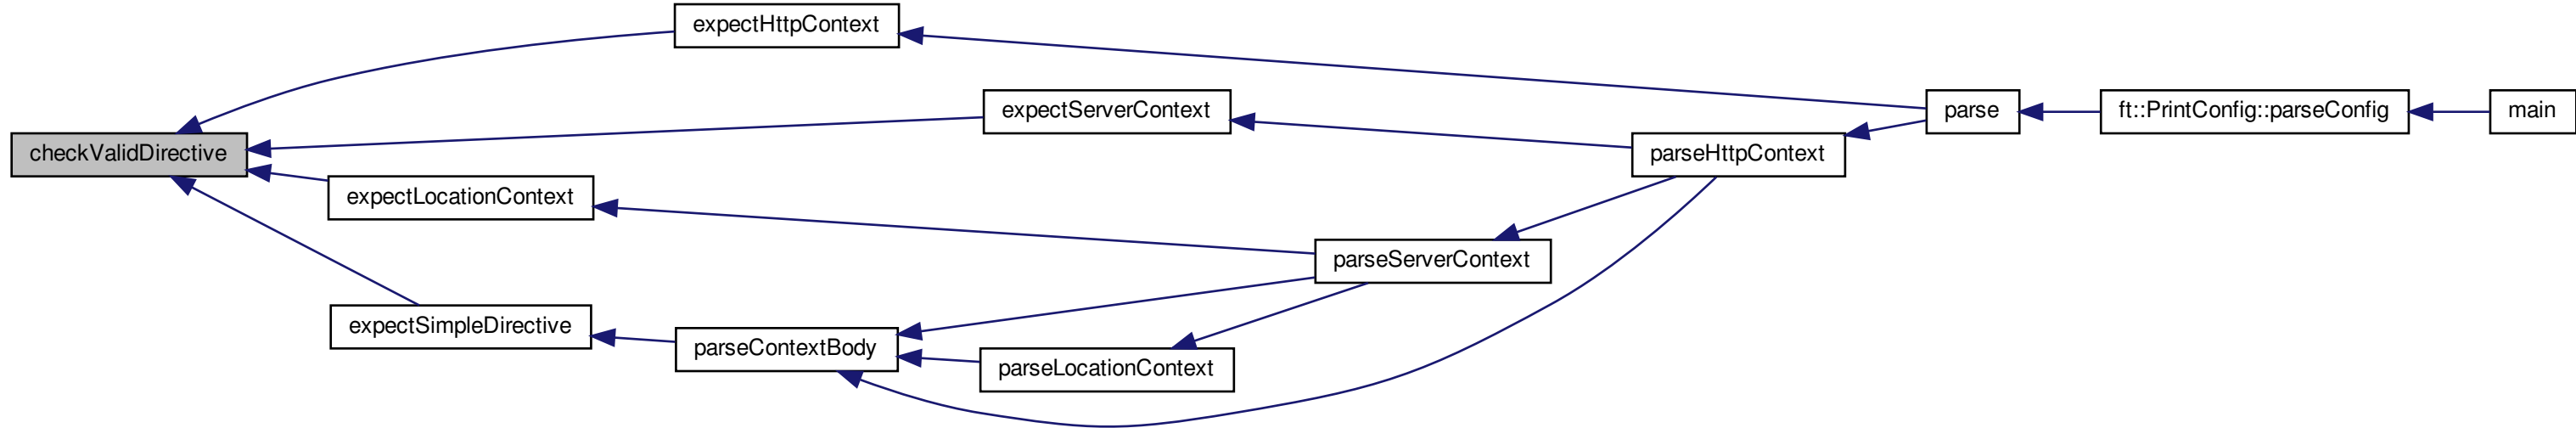 expectHttpContext
expectServerContext
parse
ft::PrintConfig::parseConfig
main
checkValidDirective
parseHttpContext
expectLocationContext
parseServerContext
expectSimpleDirective
parseContextBody
parseLocationContext